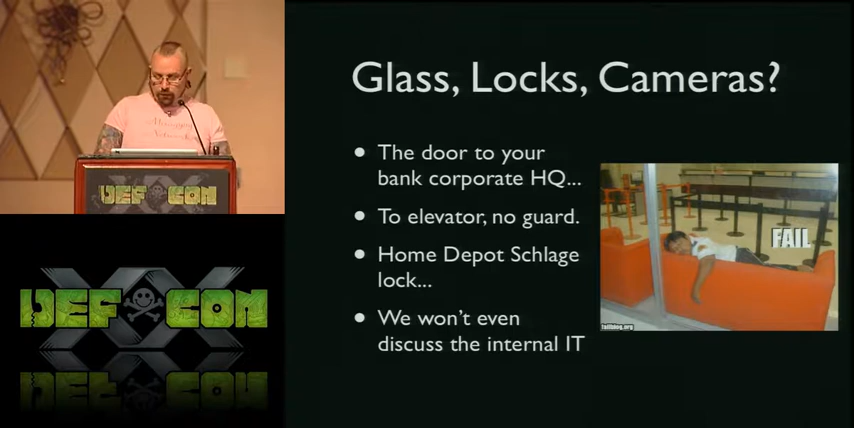 Glass, Locks, Cameras?
The door to your
bank corporate HQ...
To elevator, no guard.
Home Depot Schlage
lock...
We won't even
discuss the internal IT
FAIL
failblog.org
DEF CON
XX
DEF CON